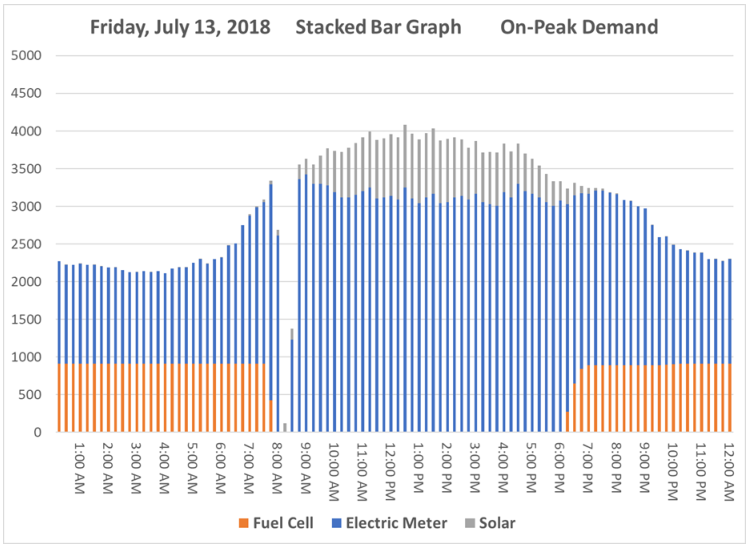 Friday, July 13, 2018 Stacked Bar Graph On-Peak Demand
5000
4500
4000
3500
3000
2500
2000
1500
1000
500
0
1:00 AM
2:00 AM
3:00 AM
4:00 AM
5:00 AM
6:00 AM
7:00 AM
8:00 AM
9:00 AM
10:00 AM
11:00 AM
12:00 PM
1:00 PM
2:00 PM
3:00 PM
4:00 PM
5:00 PM
6:00 PM
7:00 PM
8:00 PM
9:00 PM
10:00 PM
11:00 PM
12:00 AM
Fuel Cell Electric Meter Solar